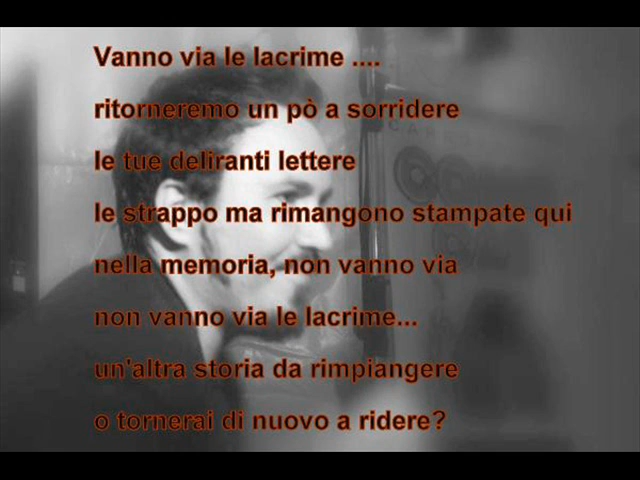 Vanno via le lacrime ....
ritorneremo un pò a sorridere
le tue deliranti lettere
le strappo ma rimangono stampate qui
nella memoria, non vanno via
non vanno via le lacrime...
un'altra storia da rimpiangere
o tornerai di nuovo a ridere?